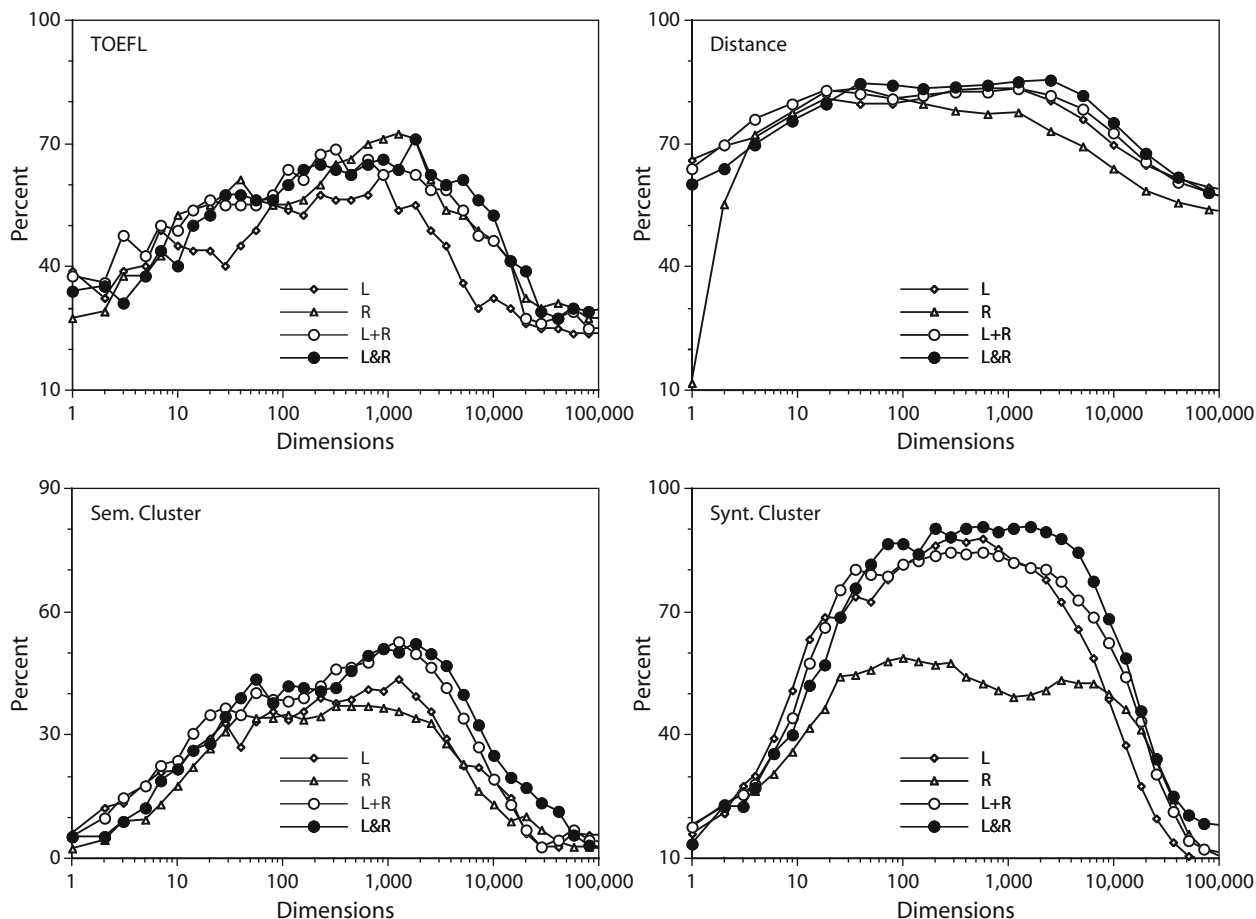 100
TOEFL
70
Percent
40
L
R
L+R
L&R
10
1
10
100
1,000
10,000
100,000
Dimensions
100
Distance
70
Percent
40
L
R
L+R
L&R
10
1
10
100
1,000
10,000
100,000
Dimensions
90
Sem. Cluster
60
Percent
30
L
R
L+R
L&R
0
1
10
100
1,000
10,000
100,000
Dimensions
100
Synt. Cluster
70
Percent
40
L
R
L+R
L&R
10
1
10
100
1,000
10,000
100,000
Dimensions